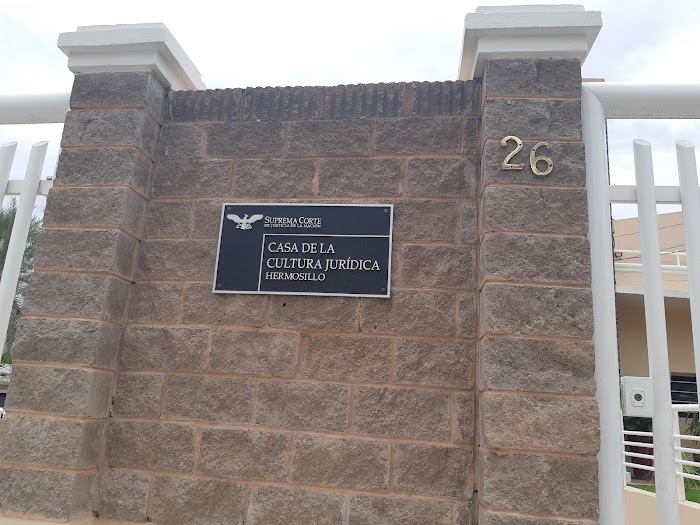 SUPREMA CORTE
DE JUSTICIA DE LA NACIÓN
CASA DE LA
CULTURA JURÍDICA
HERMOSILLO
26